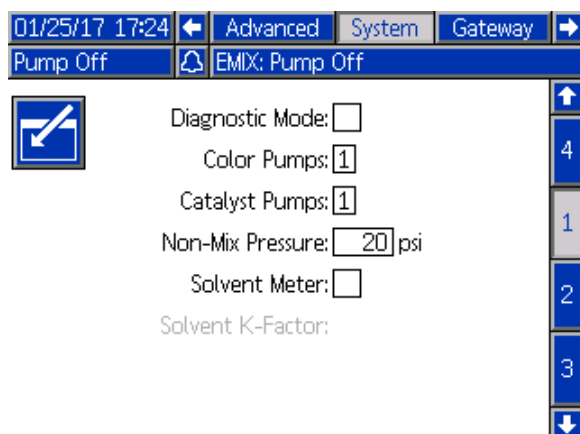 01/25/17 17:24 Advanced System Gateway
Pump Off EMIX: Pump Off
Diagnostic Mode:
Color Pumps: 1
Catalyst Pumps: 1
Non-Mix Pressure: 20 psi
Solvent Meter:
Solvent K-Factor:
4
1
2
3